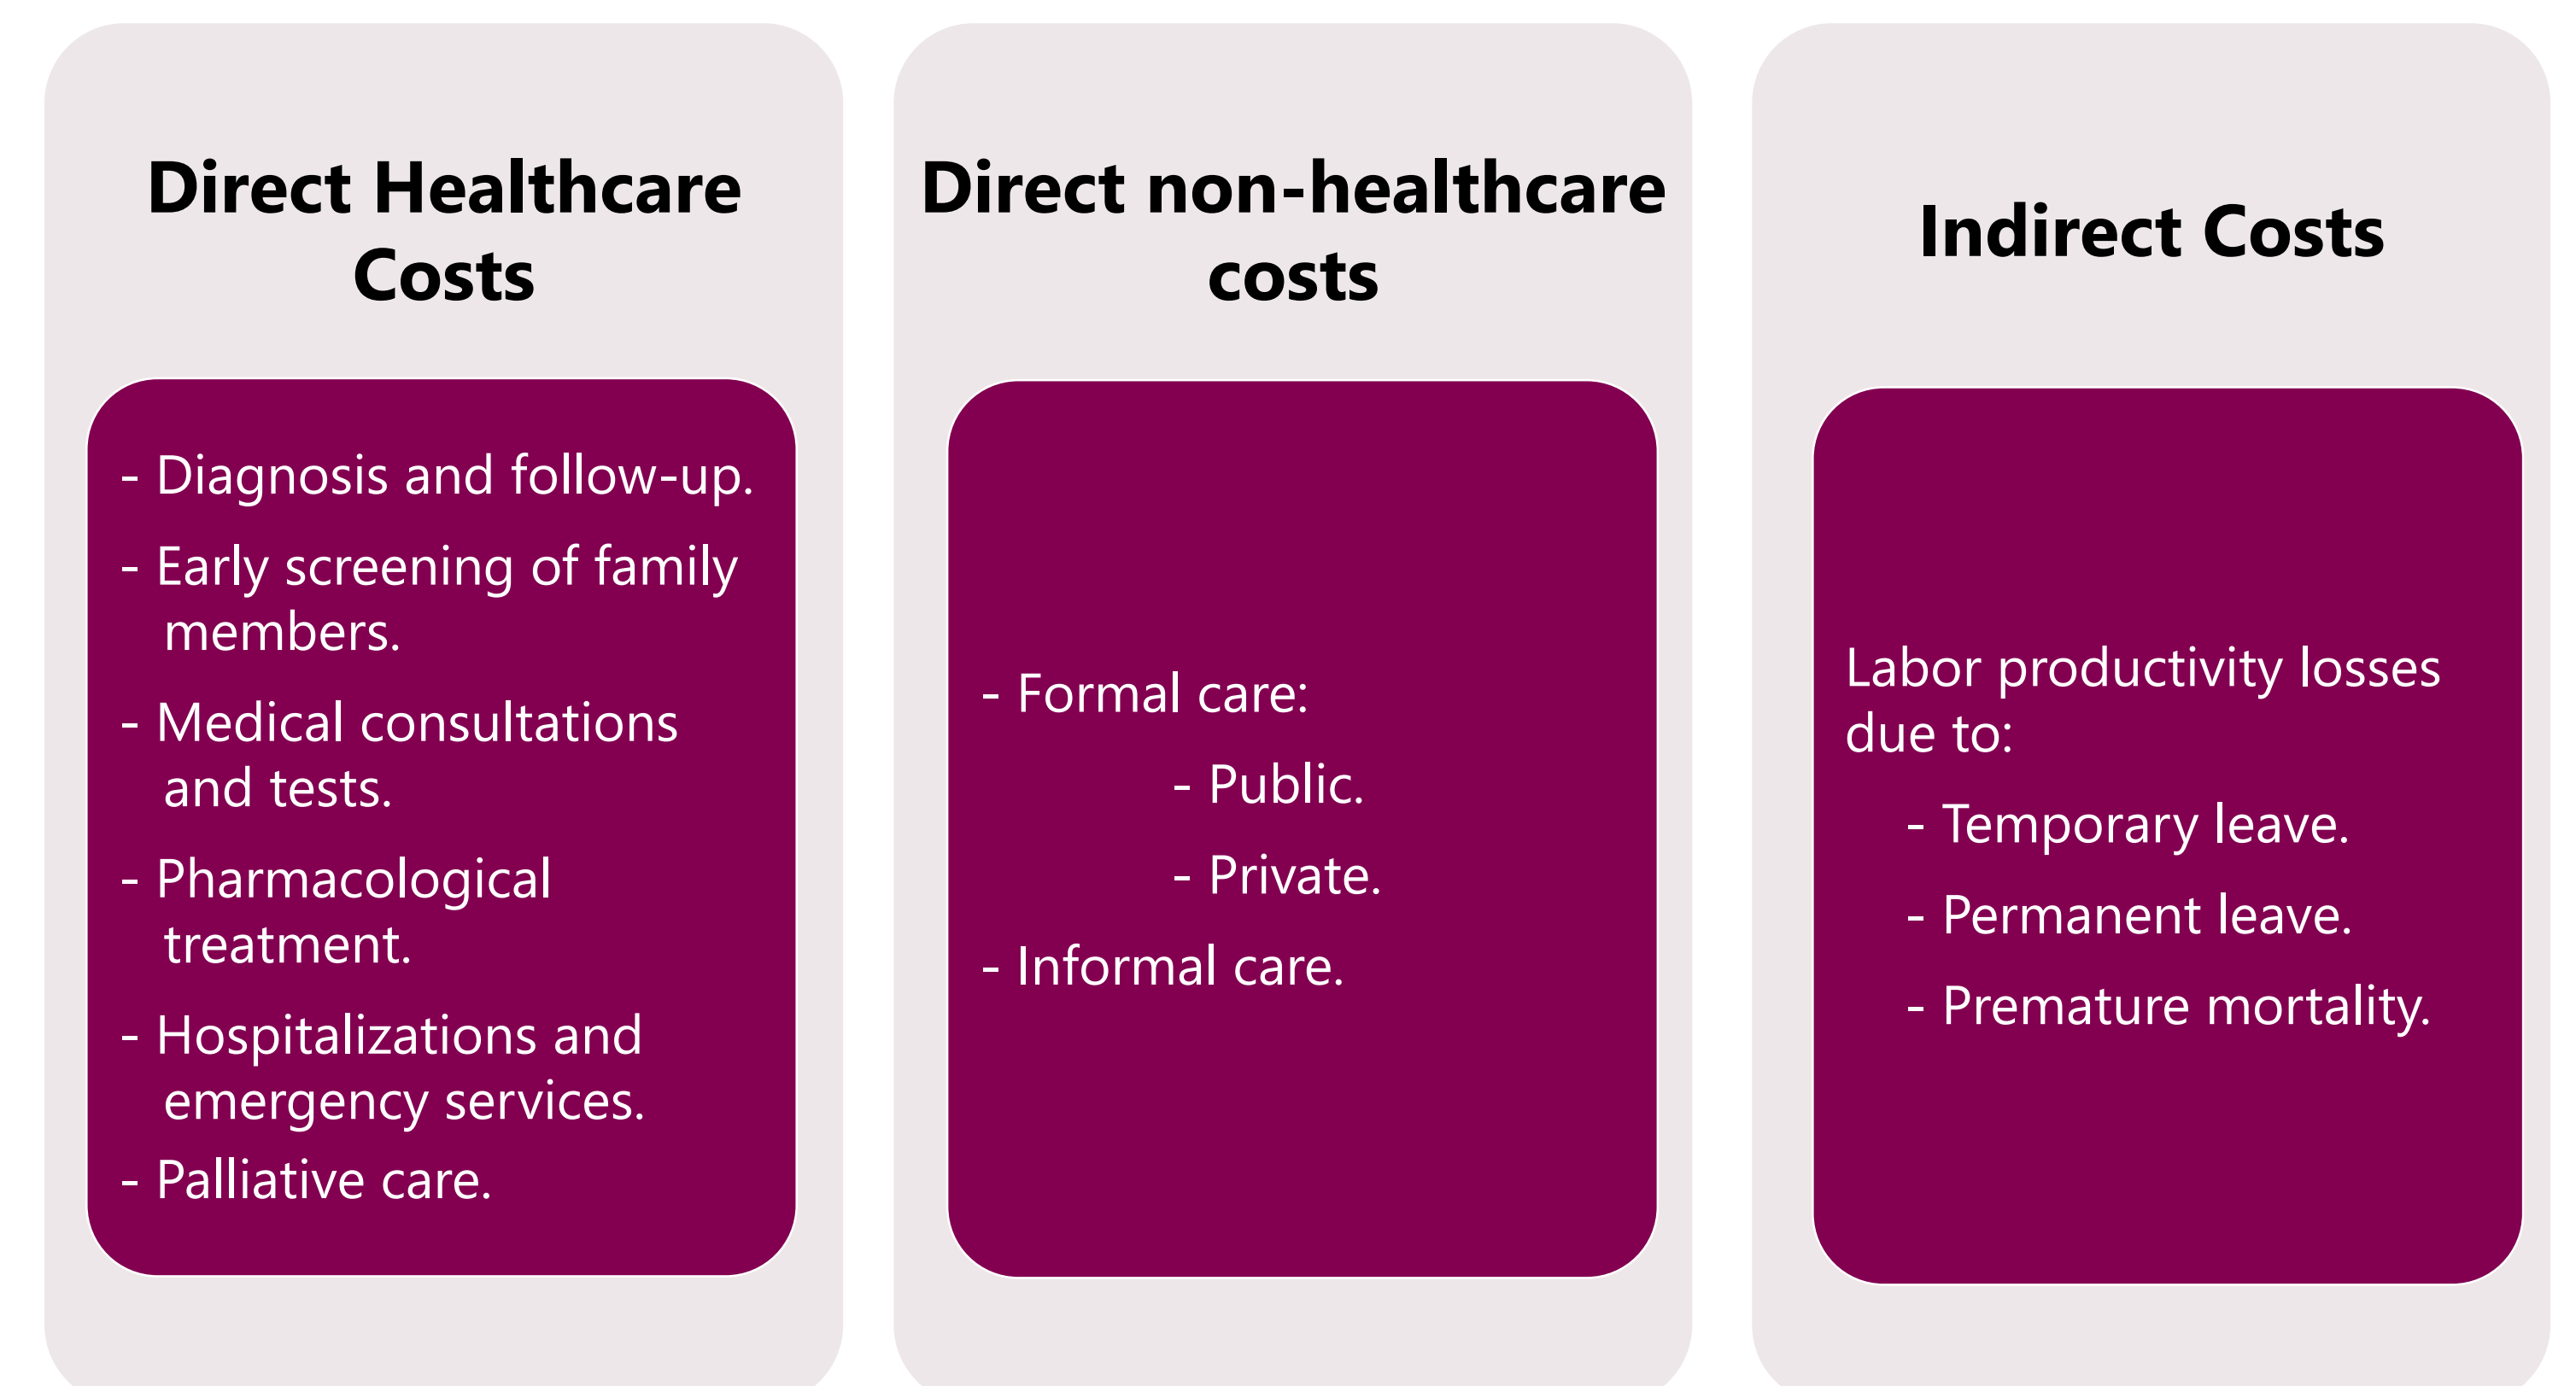 Direct Healthcare
Costs
- Diagnosis and follow-up.
- Early screening of family
members.
- Medical consultations
and tests.
- Pharmacological
treatment.
- Hospitalizations and
emergency services.
- Palliative care.
Direct non-healthcare
costs
- Formal care:
- Public.
- Private.
- Informal care.
Indirect Costs
Labor productivity losses
due to:
- Temporary leave.
- Permanent leave.
- Premature mortality.